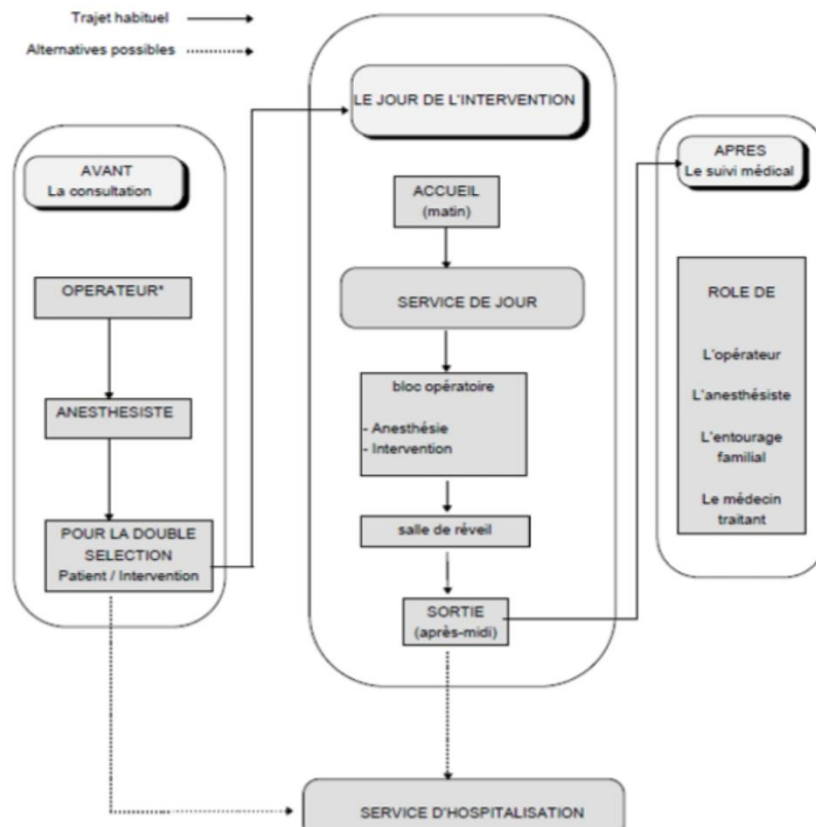 Trajet habituel
Alternatives possibles
AVANT
La consultation
OPERATEUR*
ANESTHESISTE
POUR LA DOUBLE
SELECTION
Patient / Intervention
LE JOUR DE L'INTERVENTION
ACCUEIL
(matin)
SERVICE DE JOUR
bloc opératoire
- Anesthésie
- Intervention
salle de réveil
SORTIE
(après-midi)
APRES
Le suivi médical
ROLE DE
L'opérateur
L'anesthésiste
L'entourage
familial
Le médecin
traitant
SERVICE D'HOSPITALISATION